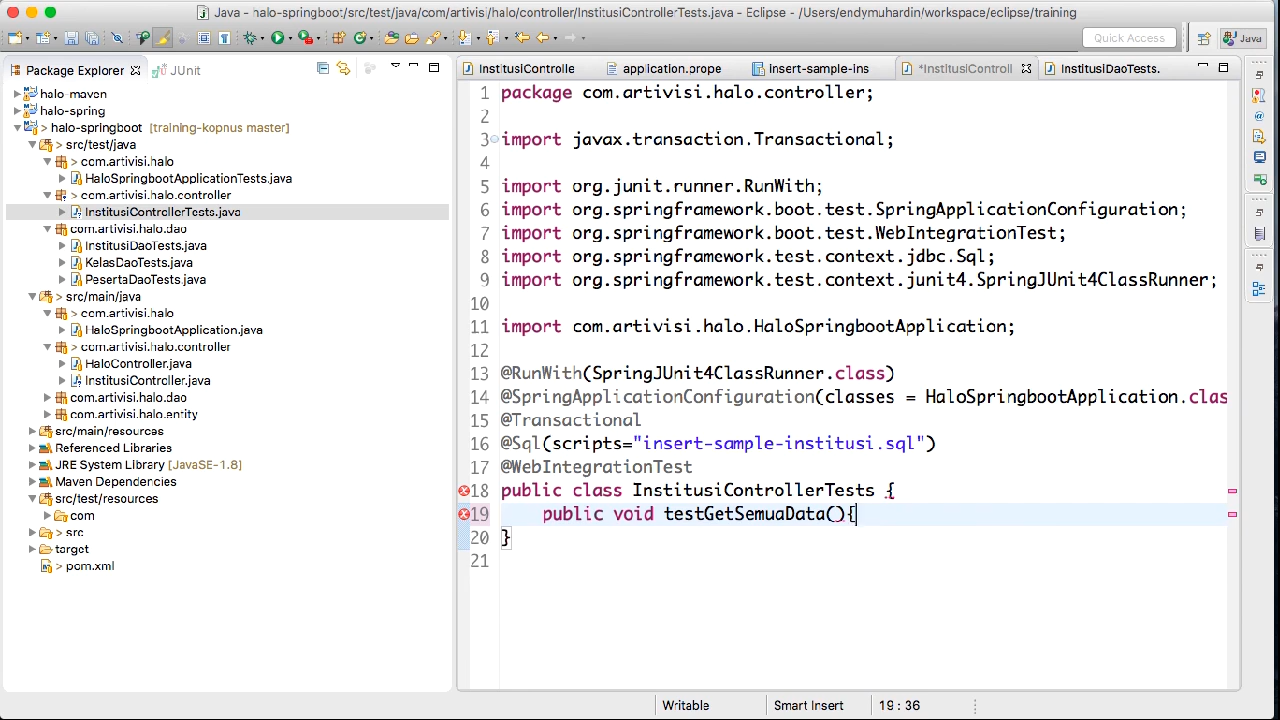 Java - halo-springboot/src/test/java/com/artivisi/halo/controller/InstitusiControllerTests.java - Eclipse - /Users/endymuhardin/workspace/eclipse/training
Quick Access
Java
Package Explorer
JUnit
halo-maven
> halo-spring
> halo-springboot [training-kopnus master]
> src/test/java
> com.artivisi.halo
HaloSpringbootApplicationTests.java
> com.artivisi.halo.controller
InstitusiControllerTests.java
com.artivisi.halo.dao
InstitusiDaoTests.java
KelasDaoTests.java
PesertaDaoTests.java
> src/main/java
> com.artivisi.halo
HaloSpringbootApplication.java
> com.artivisi.halo.controller
HaloController.java
InstitusiController.java
com.artivisi.halo.dao
com.artivisi.halo.entity
src/main/resources
Referenced Libraries
JRE System Library [JavaSE-1.8]
Maven Dependencies
src/test/resources
com
> src
target
> pom.xml
InstitusiControlle
application.prope
insert-sample-ins
*InstitusiControll
InstitusiDaoTests.
1 package com.artivisi.halo.controller;
2
3 import javax.transaction.Transactional;
4
5 import org.junit.runner.RunWith;
6 import org.springframework.boot.test.SpringApplicationConfiguration;
7 import org.springframework.boot.test.WebIntegrationTest;
8 import org.springframework.test.context.jdbc.Sql;
9 import org.springframework.test.context.junit4.SpringJUnit4ClassRunner;
10
11 import com.artivisi.halo.HaloSpringbootApplication;
12
13 @RunWith(SpringJUnit4ClassRunner.class)
14 @SpringApplicationConfiguration(classes = HaloSpringbootApplication.clas
15 @Transactional
16 @Sql(scripts="insert-sample-institusi.sql")
17 @WebIntegrationTest
18 public class InstitusiControllerTests {
19 public void testGetSemuaData(){
20 }
21
Writable
Smart Insert
19 : 36